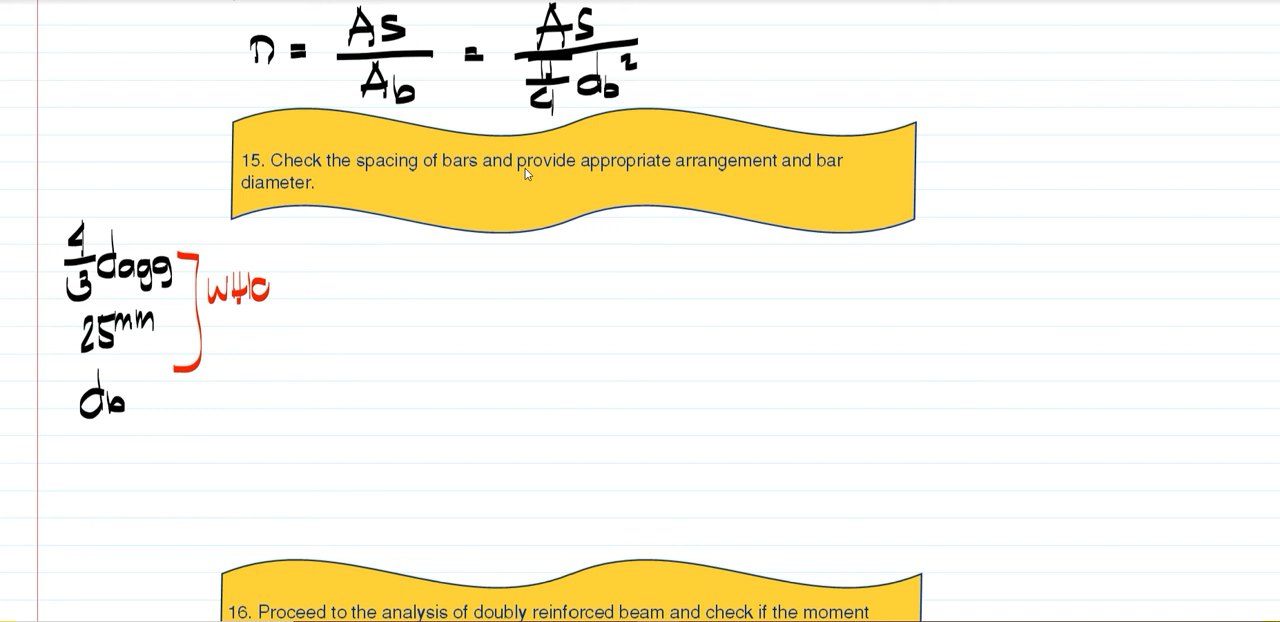 n = As / Ab = As / π/4 db²
15. Check the spacing of bars and provide appropriate arrangement and bar
diameter.
4/3 dagg
25mm
db
16. Proceed to the analysis of doubly reinforced beam and check if the moment